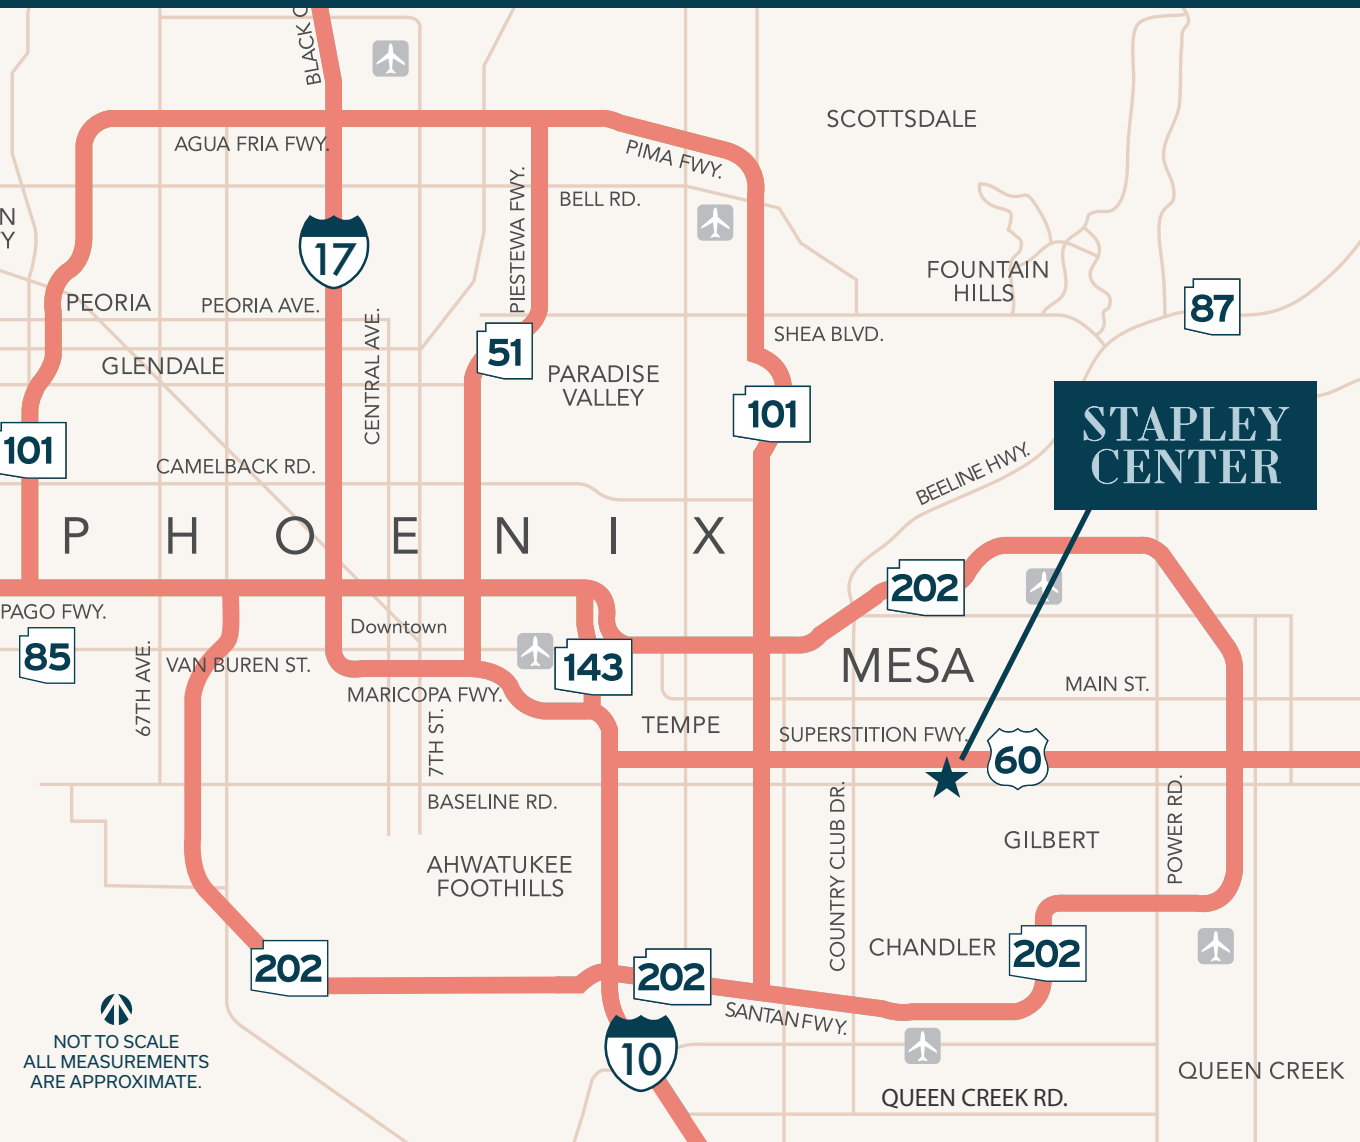 BLACK C
SCOTTSDALE
AGUA FRIA FWY.
PIMA FWY.
PIESTEWA FWY.
BELL RD.
N
Y
17
FOUNTAIN
HILLS
87
PEORIA
PEORIA AVE.
CENTRAL AVE.
SHEA BLVD.
51
GLENDALE
PARADISE
VALLEY
101
STAPLEY
CENTER
101
CAMELBACK RD.
BEELINE HWY.
PHOENIX
202
PAGO FWY.
Downtown
85
67TH AVE.
VAN BUREN ST.
143
MESA
MAIN ST.
MARICOPA FWY.
7TH ST.
TEMPE
SUPERSTITION FWY.
60
BASELINE RD.
COUNTRY CLUB DR.
POWER RD.
GILBERT
AHWATUKEE
FOOTHILLS
CHANDLER
202
202
202
SANTAN FWY.
NOT TO SCALE
ALL MEASUREMENTS
ARE APPROXIMATE.
10
QUEEN CREEK
QUEEN CREEK RD.